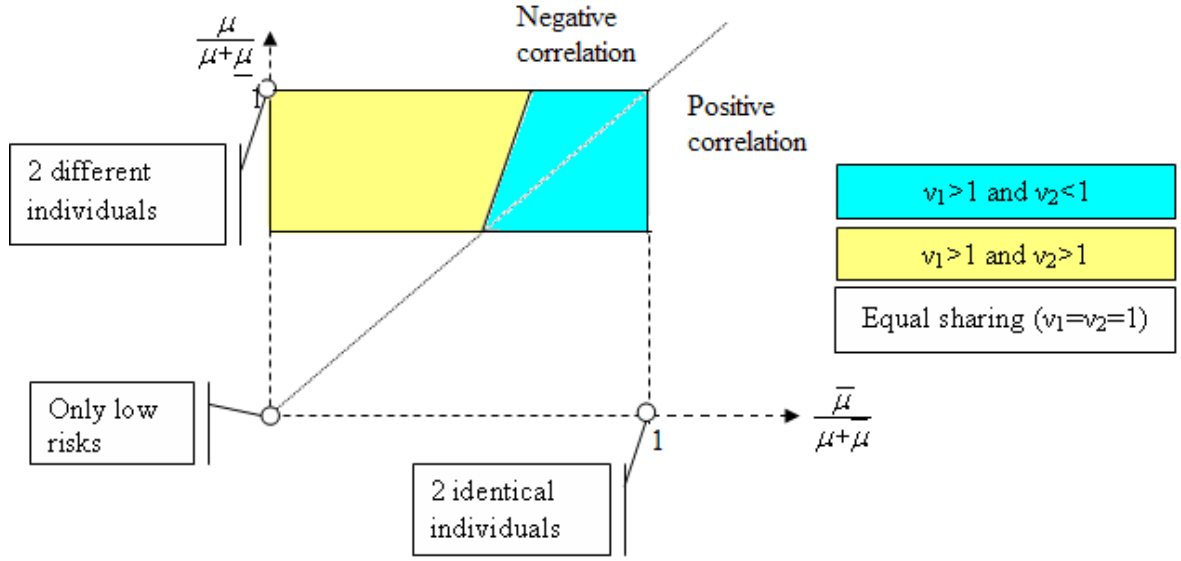 Negative
correlation
μ
μ+μ̲
1
Positive
correlation
2 different
individuals
v₁>1 and v₂<1
v₁>1 and v₂>1
Equal sharing (v₁=v₂=1)
Only low
risks
1
μ̅
μ+μ̅
2 identical
individuals